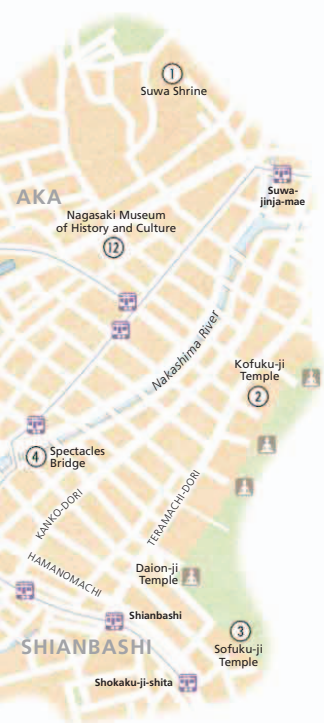 1
Suwa Shrine
Suwa-
jinja-mae
AKA
Nagasaki Museum
of History and Culture
12
Nakashima River
Kofuku-ji
Temple
2
4
Spectacles
Bridge
KANKO-DORI
TERAMACHI-DORI
HAMANOMACHI
Daion-ji
Temple
Shianbashi
3
SHIANBASHI
Sofuku-ji
Temple
Shokaku-ji-shita